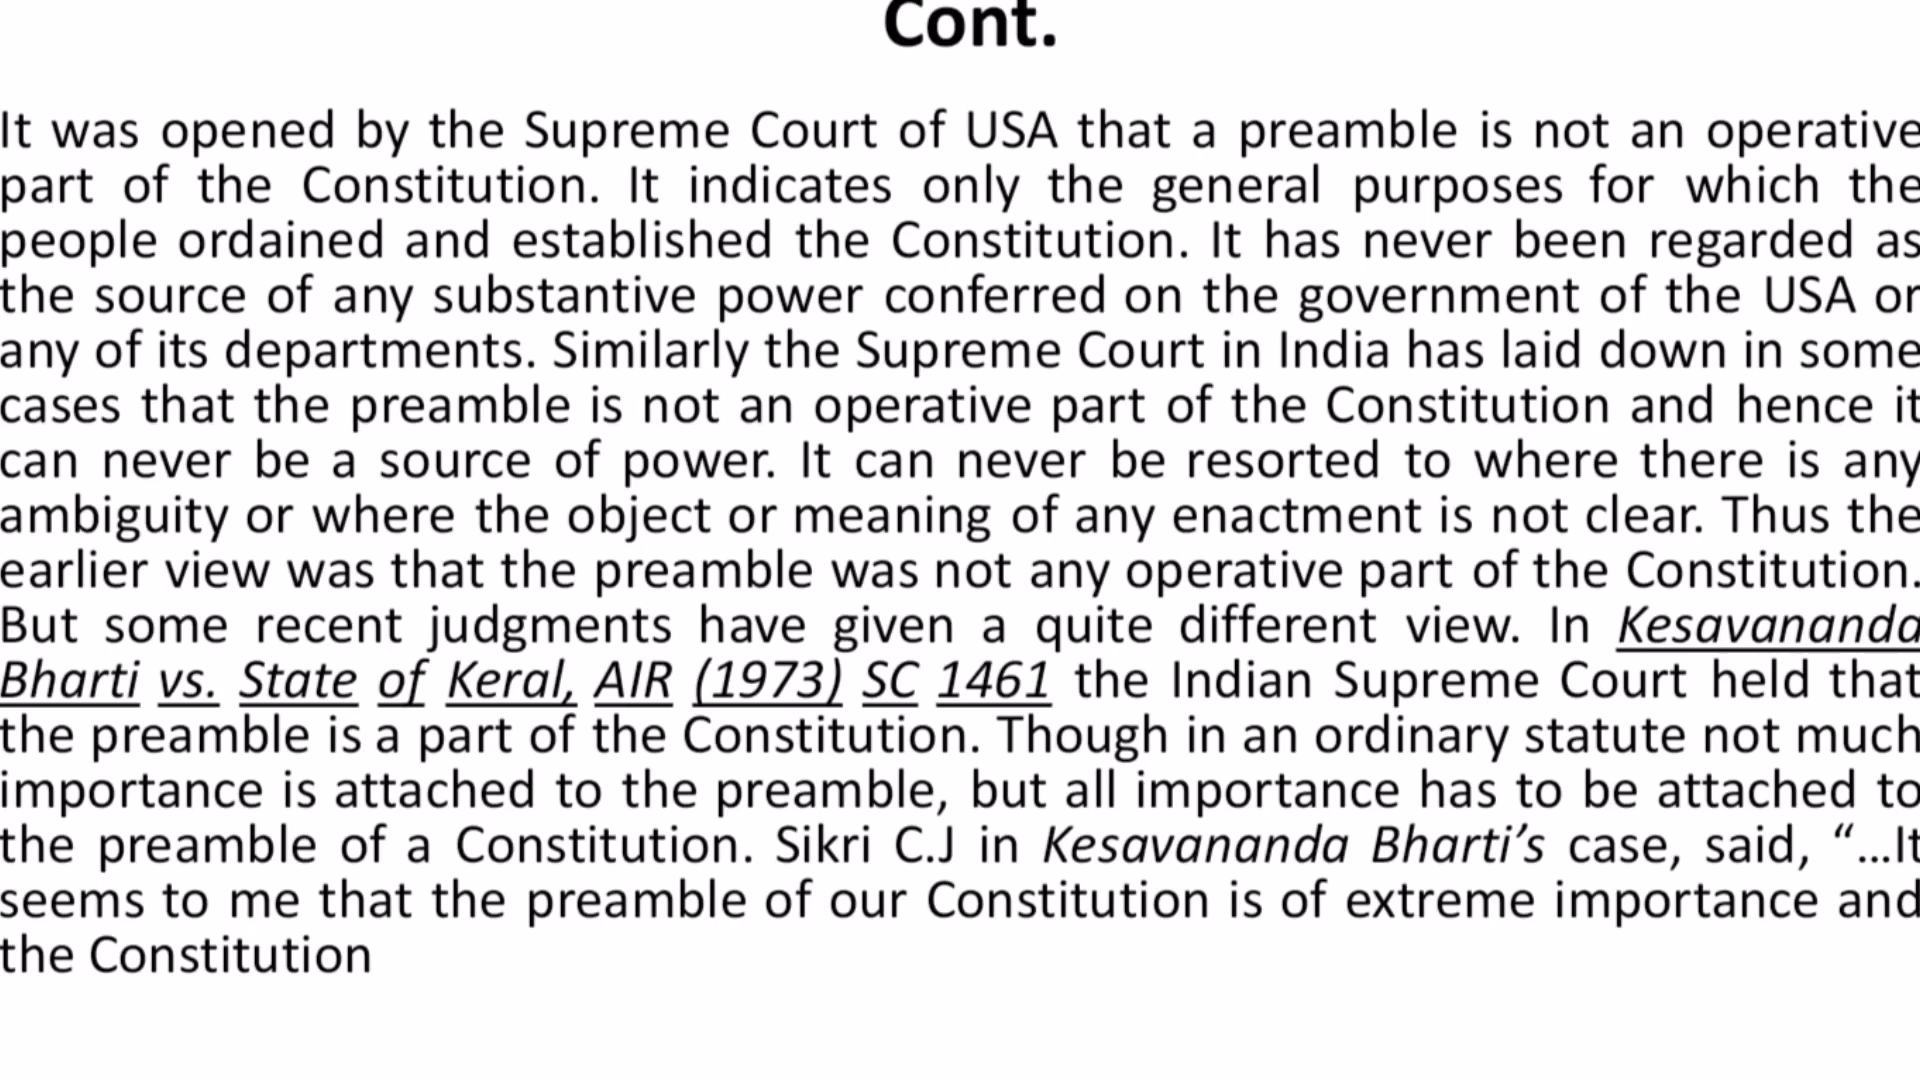 Cont.
It was opened by the Supreme Court of USA that a preamble is not an operative
part of the Constitution. It indicates only the general purposes for which the
people ordained and established the Constitution. It has never been regarded as
the source of any substantive power conferred on the government of the USA or
any of its departments. Similarly the Supreme Court in India has laid down in some
cases that the preamble is not an operative part of the Constitution and hence it
can never be a source of power. It can never be resorted to where there is any
ambiguity or where the object or meaning of any enactment is not clear. Thus the
earlier view was that the preamble was not any operative part of the Constitution.
But some recent judgments have given a quite different view. In Kesavananda
Bharti vs. State of Keral, AIR (1973) SC 1461 the Indian Supreme Court held that
the preamble is a part of the Constitution. Though in an ordinary statute not much
importance is attached to the preamble, but all importance has to be attached to
the preamble of a Constitution. Sikri C.J in Kesavananda Bharti’s case, said, “…It
seems to me that the preamble of our Constitution is of extreme importance and
the Constitution